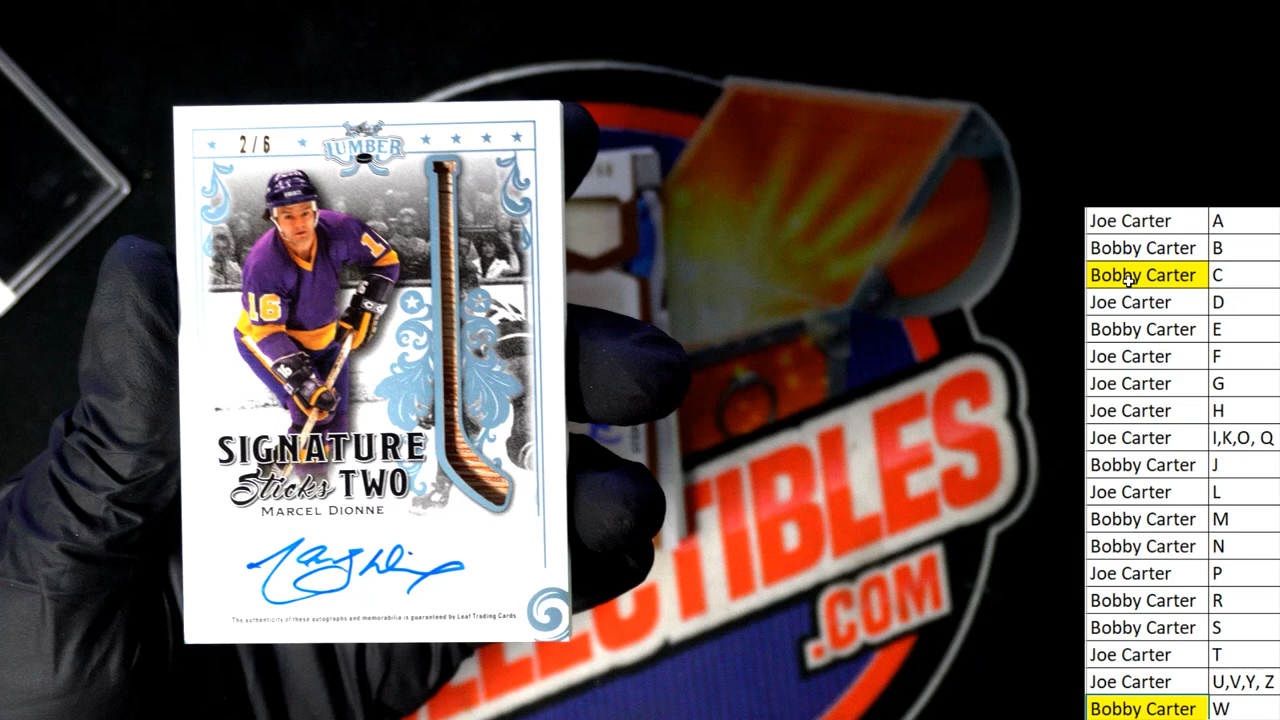 2/6
LUMBER
16
1
16
SIGNATURE
Sticks TWO
MARCEL DIONNE
The authenticity of these autographs and memorabilia is guaranteed by Leaf Trading Cards
.COM
Joe Carter A
Bobby Carter B
Bobby Carter C
Joe Carter D
Bobby Carter E
Joe Carter F
Joe Carter G
Joe Carter H
Joe Carter I,K,O, Q
Joe Carter J
Joe Carter L
Bobby Carter M
Bobby Carter N
Joe Carter P
Bobby Carter R
Bobby Carter S
Joe Carter T
Joe Carter U,V,Y, Z
Bobby Carter W